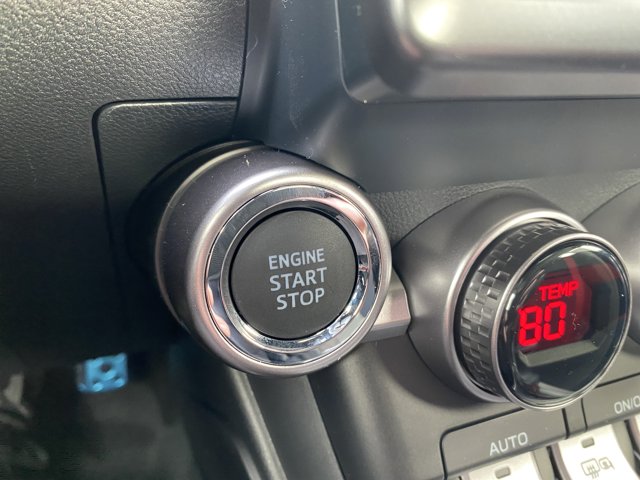 ENGINE
START
STOP
TEMP
80
AUTO
ON/O